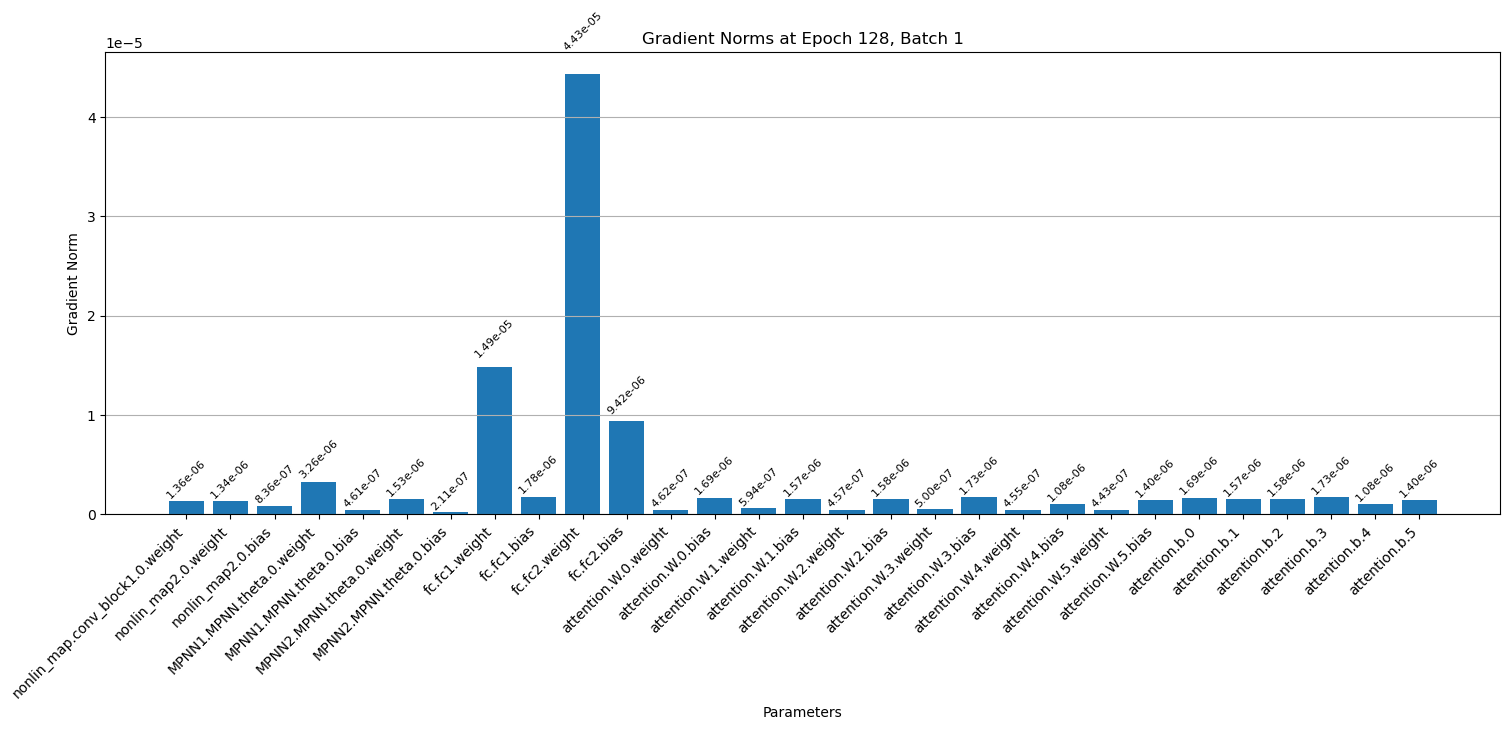 Gradient Norms at Epoch 128, Batch 1
1e−5
4
3
2
1
0
Gradient Norm
1.36e-06
1.34e-06
8.36e-07
3.26e-06
4.61e-07
1.53e-06
2.11e-07
1.49e-05
1.78e-06
4.43e-05
9.42e-06
4.62e-07
1.69e-06
5.94e-07
1.57e-06
4.57e-07
1.58e-06
5.00e-07
1.73e-06
4.55e-07
1.08e-06
4.43e-07
1.40e-06
1.69e-06
1.57e-06
1.58e-06
1.73e-06
1.08e-06
1.40e-06
nonlin_map.conv_block1.0.weight
nonlin_map2.0.weight
nonlin_map2.0.bias
MPNN1.MPNN.theta.0.weight
MPNN1.MPNN.theta.0.bias
MPNN2.MPNN.theta.0.weight
MPNN2.MPNN.theta.0.bias
fc.fc1.weight
fc.fc1.bias
fc.fc2.weight
fc.fc2.bias
attention.W.0.weight
attention.W.0.bias
attention.W.1.weight
attention.W.1.bias
attention.W.2.weight
attention.W.2.bias
attention.W.3.weight
attention.W.3.bias
attention.W.4.weight
attention.W.4.bias
attention.W.5.weight
attention.W.5.bias
attention.b.0
attention.b.1
attention.b.2
attention.b.3
attention.b.4
attention.b.5
Parameters